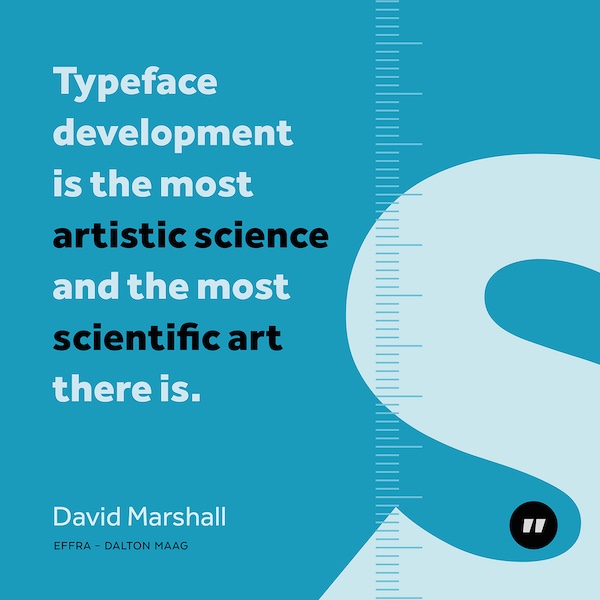 Typeface
development
is the most
artistic science
and the most
scientific art
there is.
David Marshall
EFFRA – DALTON MAAG
S
"